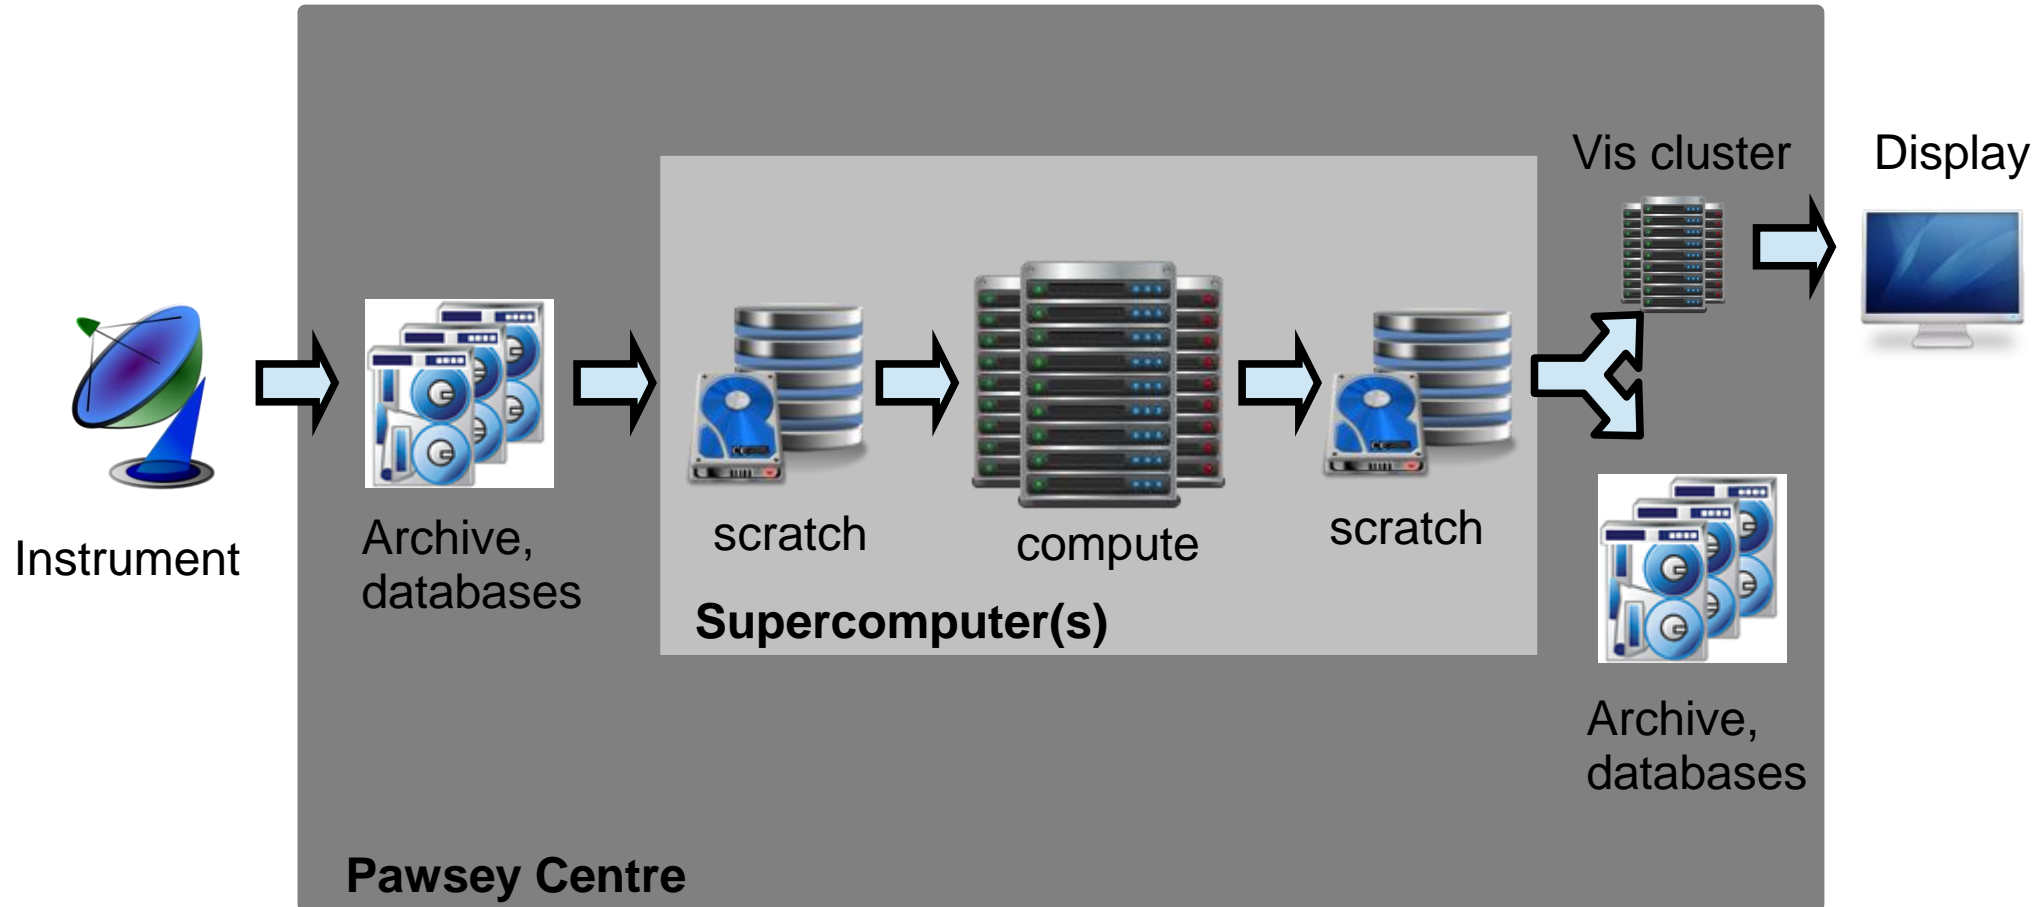 Instrument
Archive,
databases
scratch
compute
scratch
Supercomputer(s)
Vis cluster
Display
Archive,
databases
Pawsey Centre